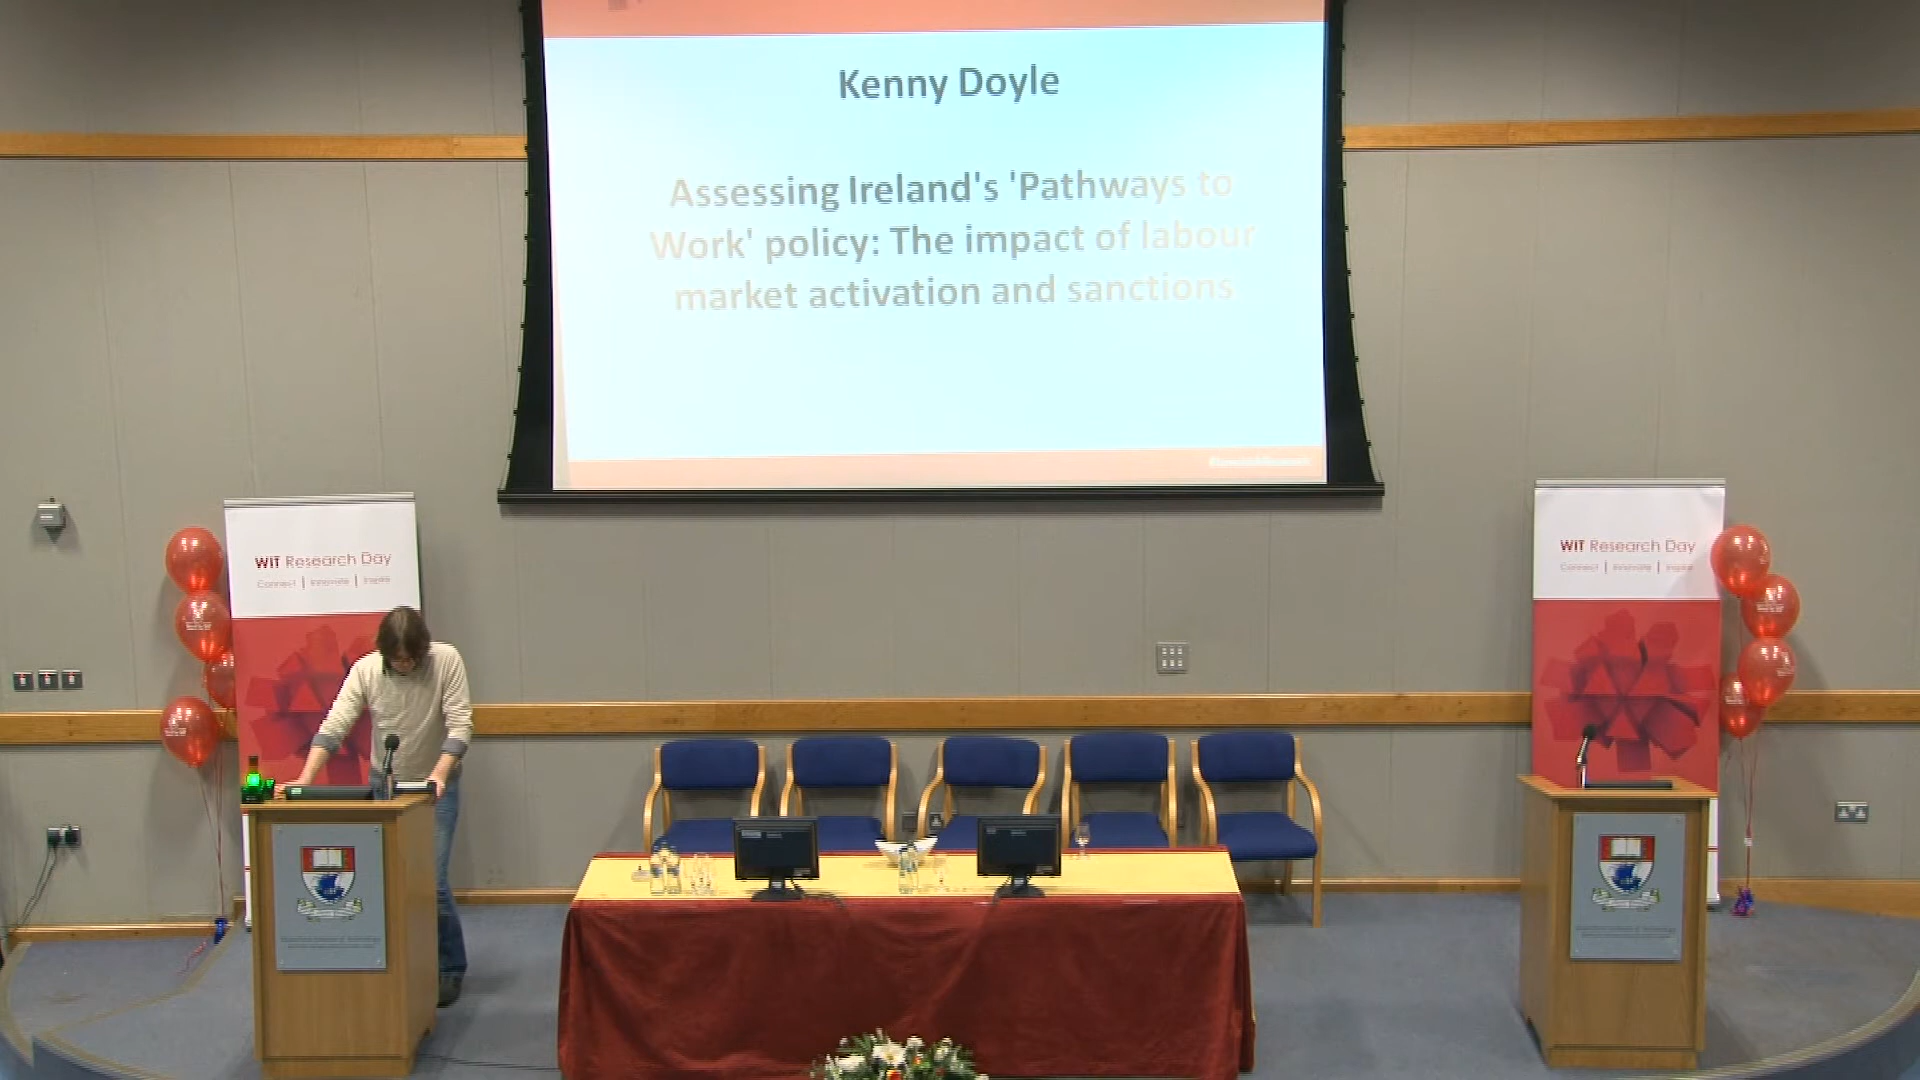 Kenny Doyle
Assessing Ireland's 'Pathways to
Work' policy: The impact of labour
market activation and sanctions
WIT Research Day
Connect | Innovate | Inspire
WIT Research Day
Connect | Innovate | Inspire